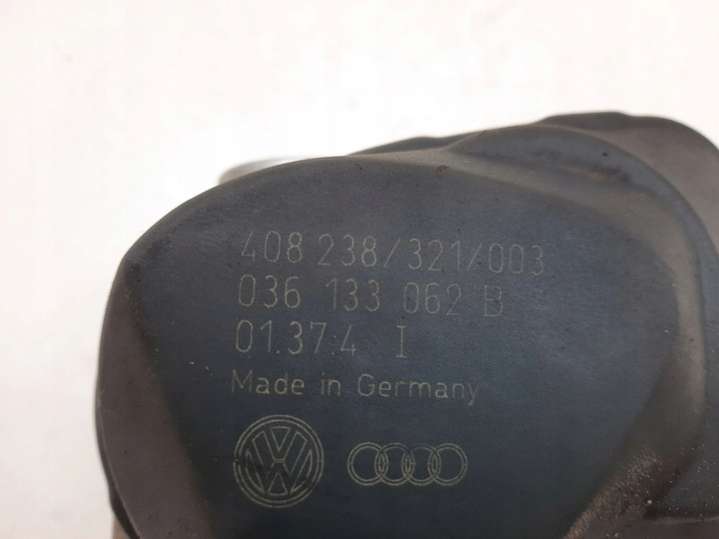 408 238/321/003
036 133 062 B
01.37.4 I
Made in Germany